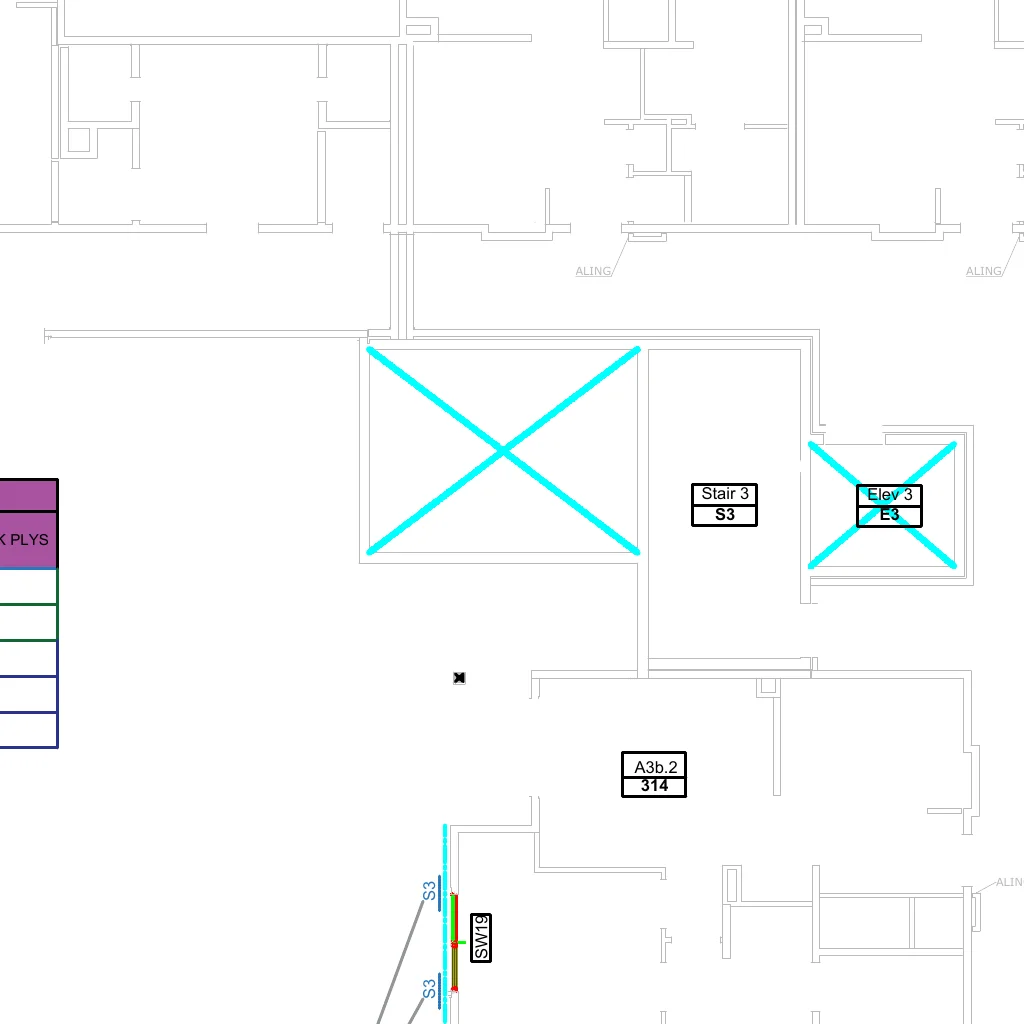 ALING
ALING
Stair 3
S3
Elev 3
E3
K PLYS
A3b.2
314
ALIN
S3
SW19
S3